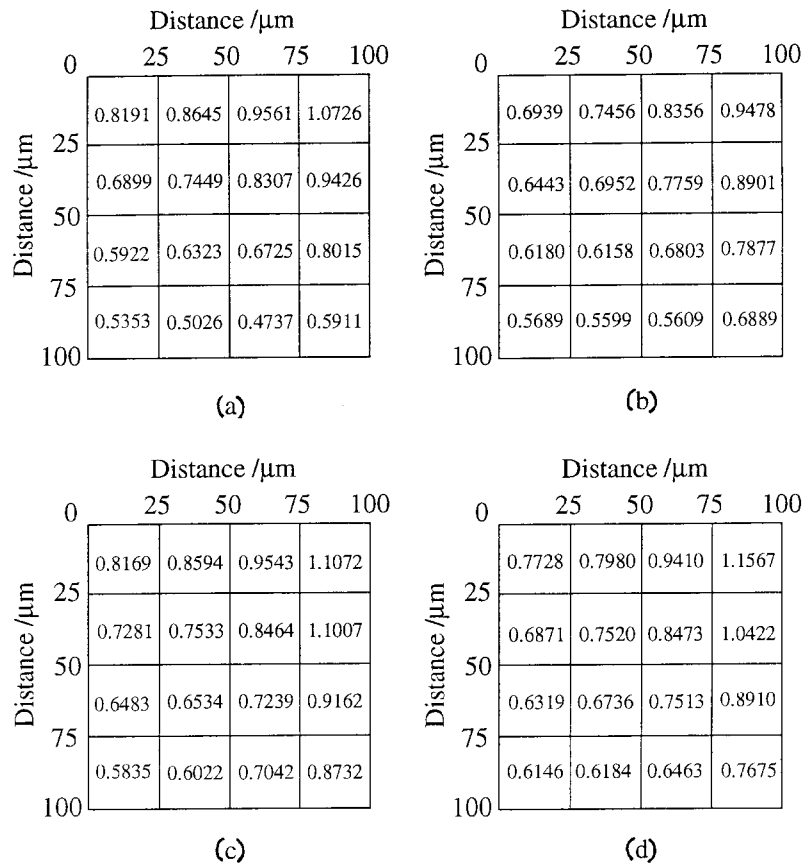 Distance /μm
0 25 50 75 100
Distance /μm
0.8191 0.8645 0.9561 1.0726
25
0.6899 0.7449 0.8307 0.9426
50
0.5922 0.6323 0.6725 0.8015
75
0.5353 0.5026 0.4737 0.5911
100
(a)
Distance /μm
0 25 50 75 100
Distance /μm
0.6939 0.7456 0.8356 0.9478
25
0.6443 0.6952 0.7759 0.8901
50
0.6180 0.6158 0.6803 0.7877
75
0.5689 0.5599 0.5609 0.6889
100
(b)
Distance /μm
0 25 50 75 100
Distance /μm
0.8169 0.8594 0.9543 1.1072
25
0.7281 0.7533 0.8464 1.1007
50
0.6483 0.6534 0.7239 0.9162
75
0.5835 0.6022 0.7042 0.8732
100
(c)
Distance /μm
0 25 50 75 100
Distance /μm
0.7728 0.7980 0.9410 1.1567
25
0.6871 0.7520 0.8473 1.0422
50
0.6319 0.6736 0.7513 0.8910
75
0.6146 0.6184 0.6463 0.7675
100
(d)